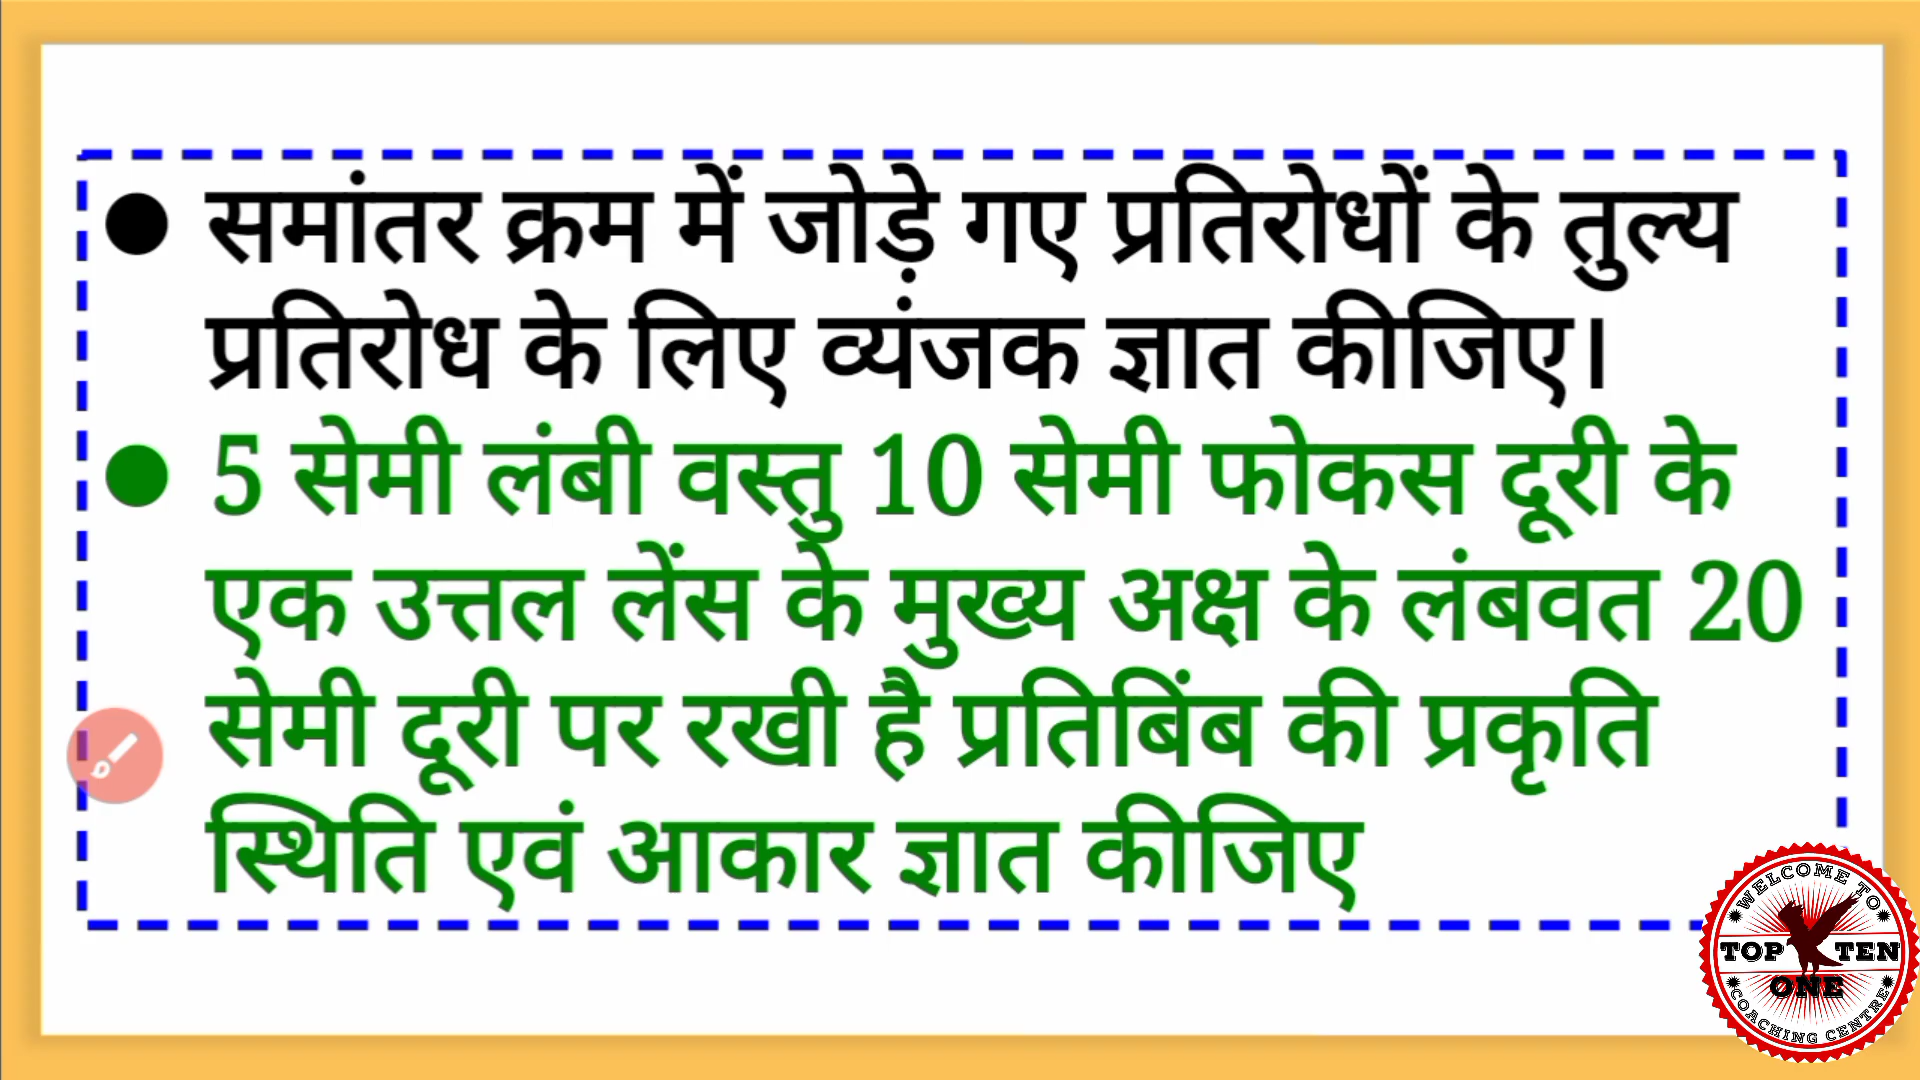 समांतर क्रम में जोड़े गए प्रतिरोधों के तुल्य
प्रतिरोध के लिए व्यंजक ज्ञात कीजिए।
5 सेमी लंबी वस्तु 10 सेमी फोकस दूरी के
एक उत्तल लेंस के मुख्य अक्ष के लंबवत 20
सेमी दूरी पर रखी है प्रतिबिंब की प्रकृति
स्थिति एवं आकार ज्ञात कीजिए
WELCOME TO
TOP TEN
ONE
COACHING CENTRE